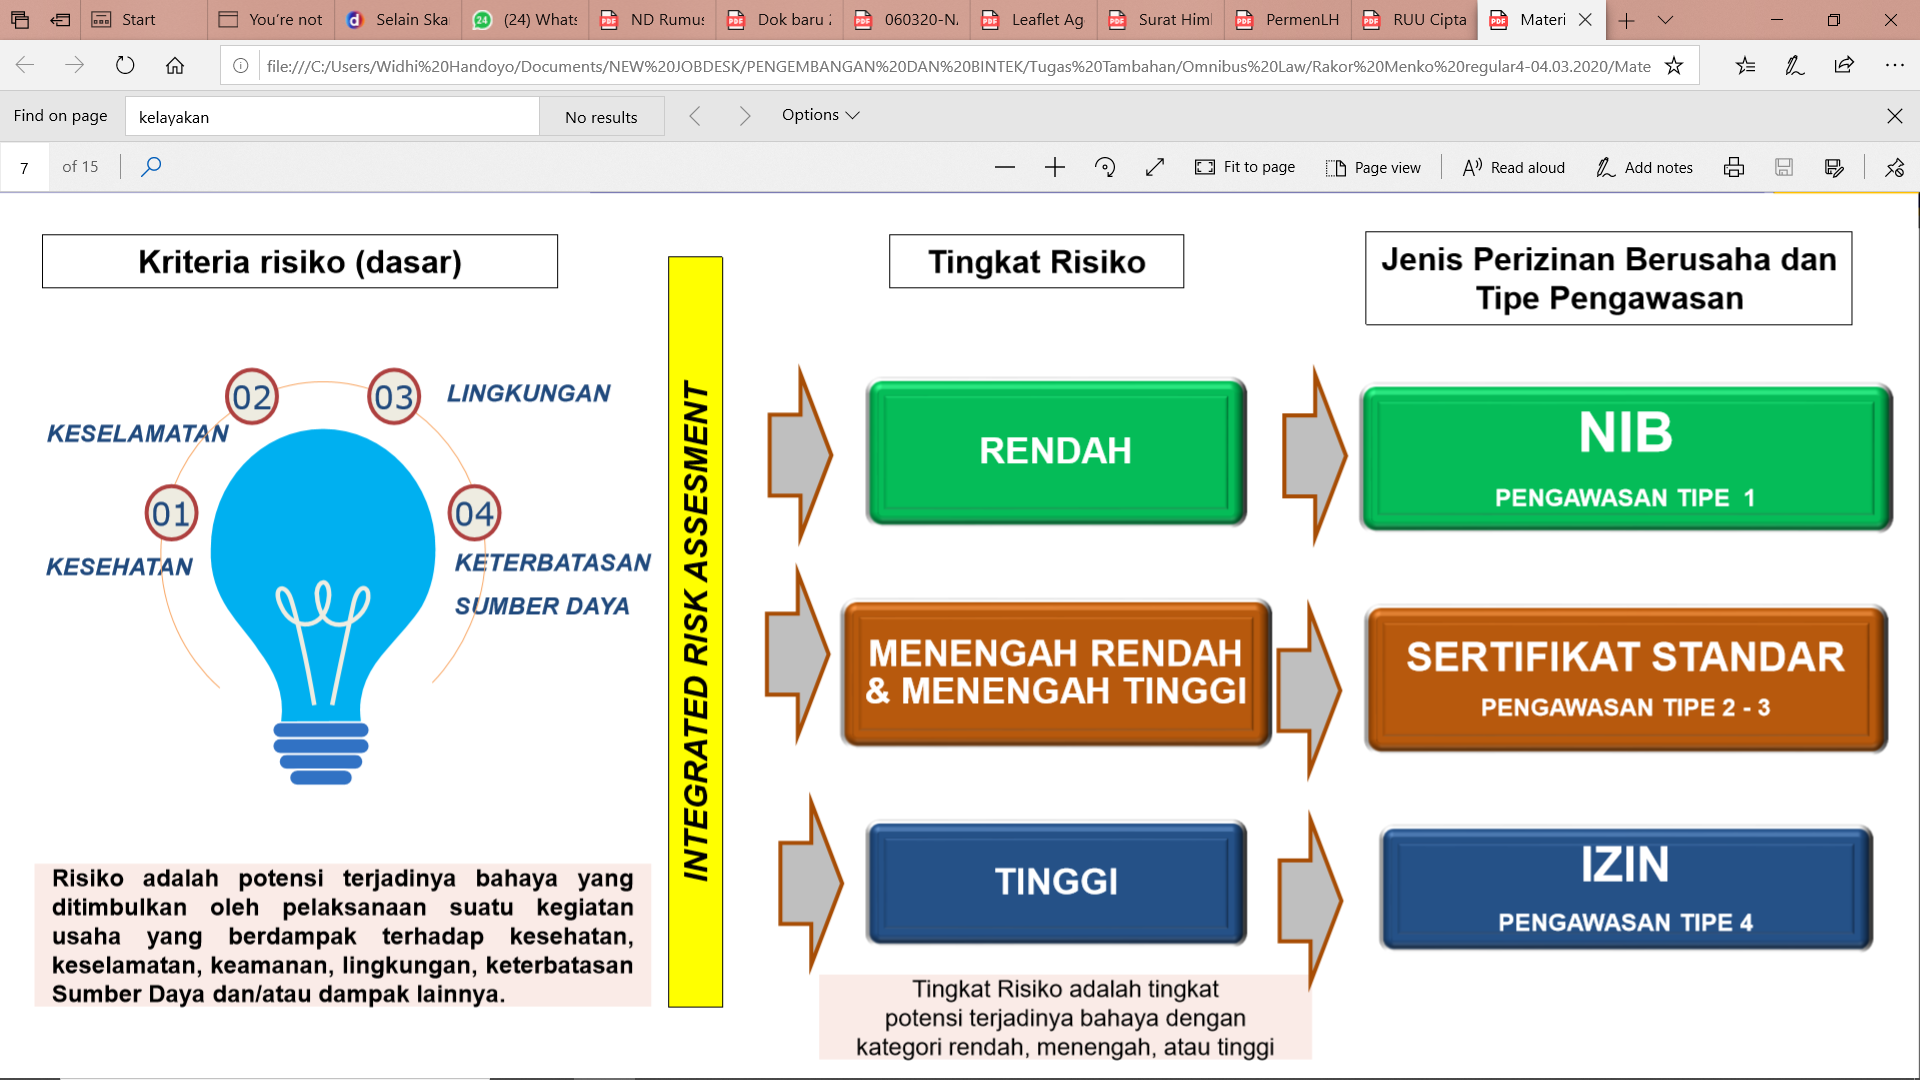 Start
You're not
Selain Ska
(24) Whats
ND Rumus
Dok baru 2
060320-N
Leaflet Ag
Surat Himl
PermenLH
RUU Cipta
Materi
file:///C:/Users/Widhi%20Handoyo/Documents/NEW%20JOBDESK/PENGEMBANGAN%20DAN%20BINTEK/Tugas%20Tambahan/Omnibus%20Law/Rakor%20Menko%20regular4-04.03.2020/Mate
Find on page
kelayakan
No results
Options
7
of 15
Fit to page
Page view
Read aloud
Add notes
Kriteria risiko (dasar)
02
03
LINGKUNGAN
KESELAMATAN
01
04
KESEHATAN
KETERBATASAN
SUMBER DAYA
Risiko adalah potensi terjadinya bahaya yang
ditimbulkan oleh pelaksanaan suatu kegiatan
usaha yang berdampak terhadap kesehatan,
keselamatan, keamanan, lingkungan, keterbatasan
Sumber Daya dan/atau dampak lainnya.
INTEGRATED RISK ASSESMENT
Tingkat Risiko
RENDAH
MENENGAH RENDAH
& MENENGAH TINGGI
TINGGI
Tingkat Risiko adalah tingkat
potensi terjadinya bahaya dengan
kategori rendah, menengah, atau tinggi
Jenis Perizinan Berusaha dan
Tipe Pengawasan
NIB
PENGAWASAN TIPE 1
SERTIFIKAT STANDAR
PENGAWASAN TIPE 2 - 3
IZIN
PENGAWASAN TIPE 4